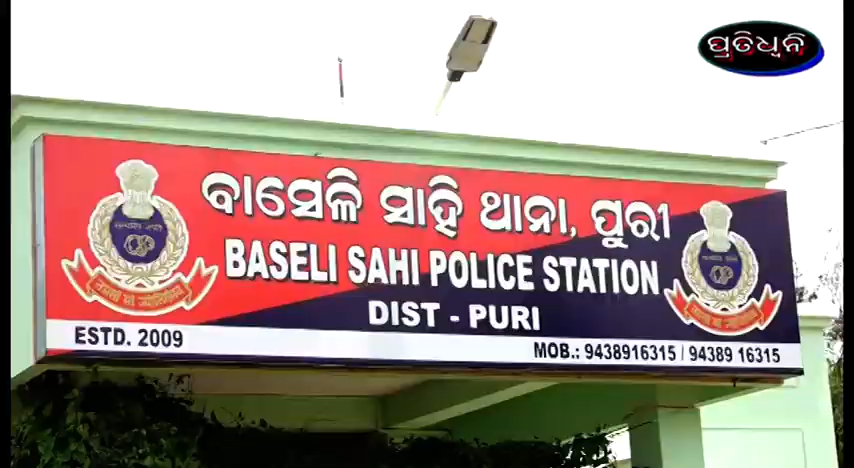 ପ୍ରତିଧ୍ୱନି
ବାସେଳି ସାହି ଥାନା, ପୁରୀ
BASELI SAHI POLICE STATION
DIST - PURI
ESTD. 2009
MOB.: 9438916315 / 94389 16315